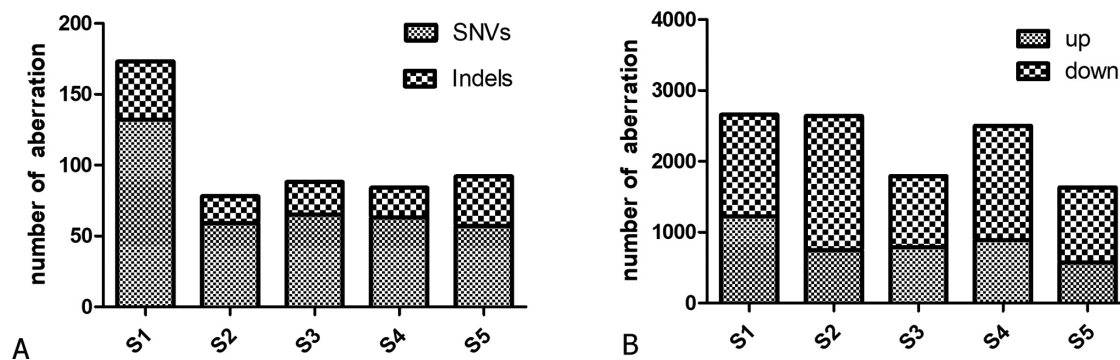 number of aberration
200
150
100
50
0
SNVs
Indels
S1
S2
S3
S4
S5
A
number of aberration
4000
3000
2000
1000
0
up
down
S1
S2
S3
S4
S5
B